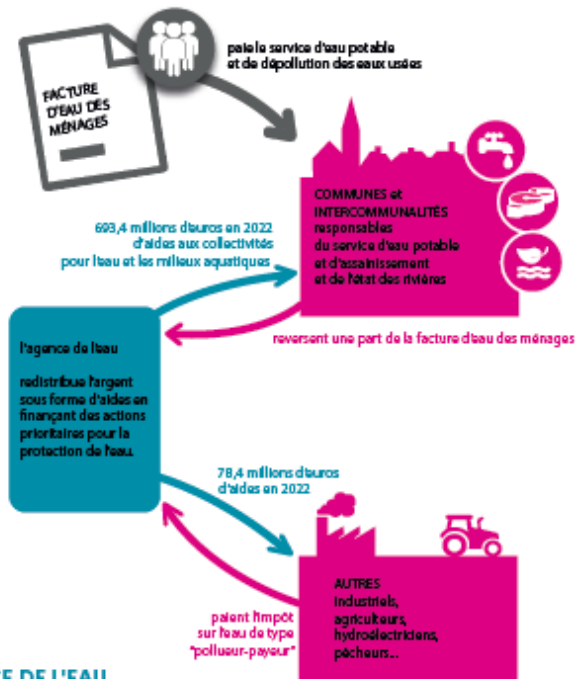 paie le service d'eau potable
et de dépollution des eaux usées
FACTURE
D'EAU DES
MÉNAGES
COMMUNES et
INTERCOMMUNALITÉS
responsables
du service d'eau potable
et d'assainissement
et de l'état des rivières
693,4 millions d'euros en 2022
d'aides aux collectivités
pour l'eau et les milieux aquatiques
reversent une part de la facture d'eau des ménages
l'agence de l'eau
redistribue l'argent
sous forme d'aides en
finançant des actions
prioritaires pour la
protection de l'eau.
78,4 millions d'euros
d'aides en 2022
AUTRES
industriels,
agriculteurs,
hydroélectriciens,
pêcheurs...
paient l'impôt
sur l'eau de type
"pollueur-payeur"
CE DE L'EAU